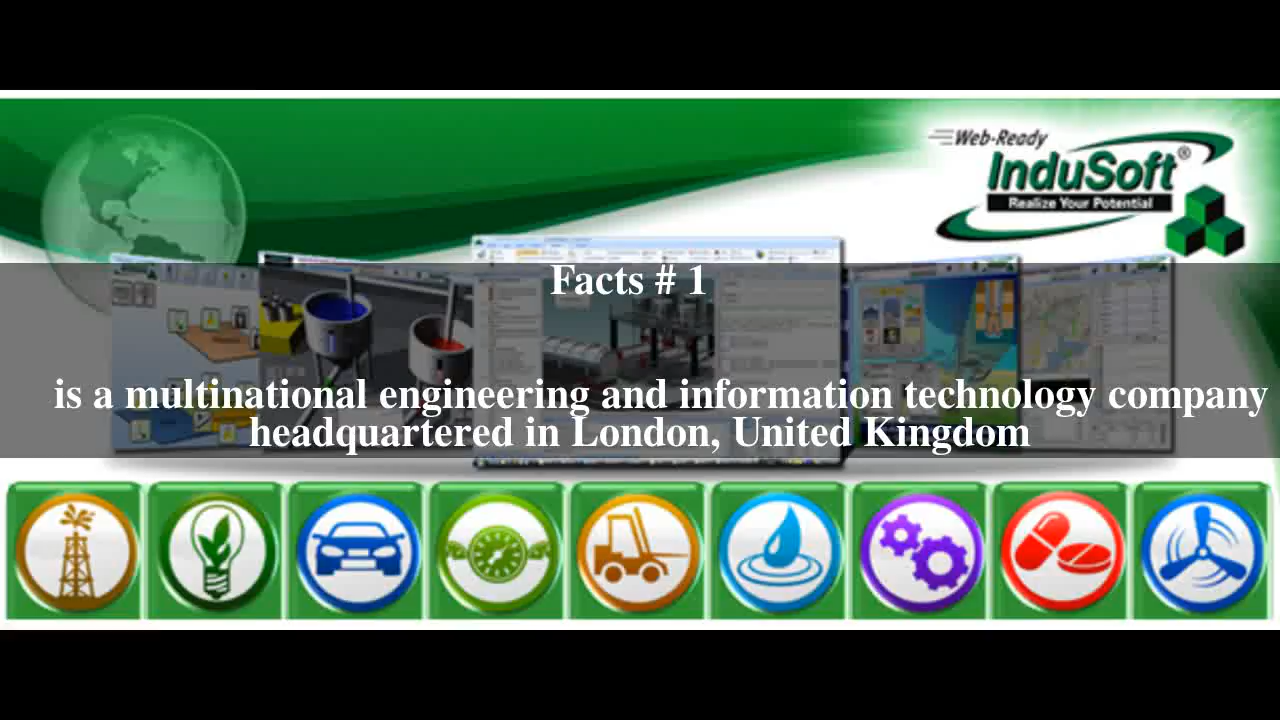 Web-Ready
InduSoft®
Realize Your Potential
Facts # 1
is a multinational engineering and information technology company
headquartered in London, United Kingdom